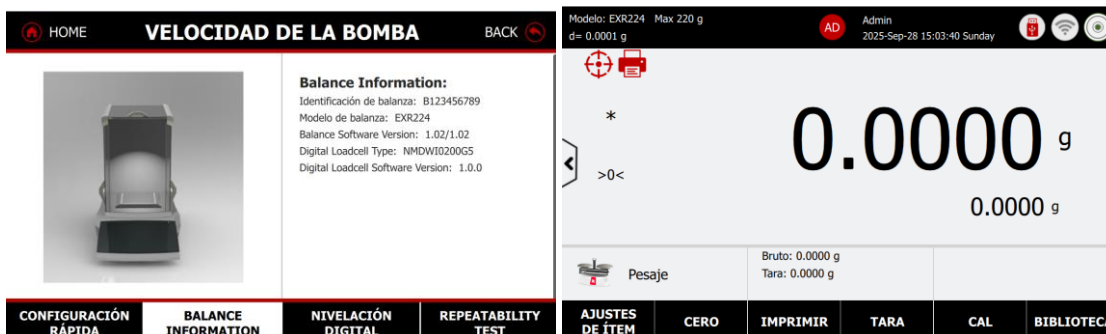 HOME
VELOCIDAD DE LA BOMBA
BACK
Balance Information:
Identificación de balanza: B123456789
Modelo de balanza: EXR224
Balance Software Version: 1.02/1.02
Digital Loadcell Type: NMDWI0200G5
Digital Loadcell Software Version: 1.0.0
CONFIGURACIÓN
RÁPIDA
BALANCE
INFORMATION
NIVELACIÓN
DIGITAL
REPEATABILITY
TEST
Modelo: EXR224 Max 220 g
d= 0.0001 g
AD
Admin
2025-Sep-28 15:03:40 Sunday
*
0.0000 g
>0<
0.0000 g
Pesaje
Bruto: 0.0000 g
Tara: 0.0000 g
AJUSTES
DE ÍTEM
CERO
IMPRIMIR
TARA
CAL
BIBLIOTECA